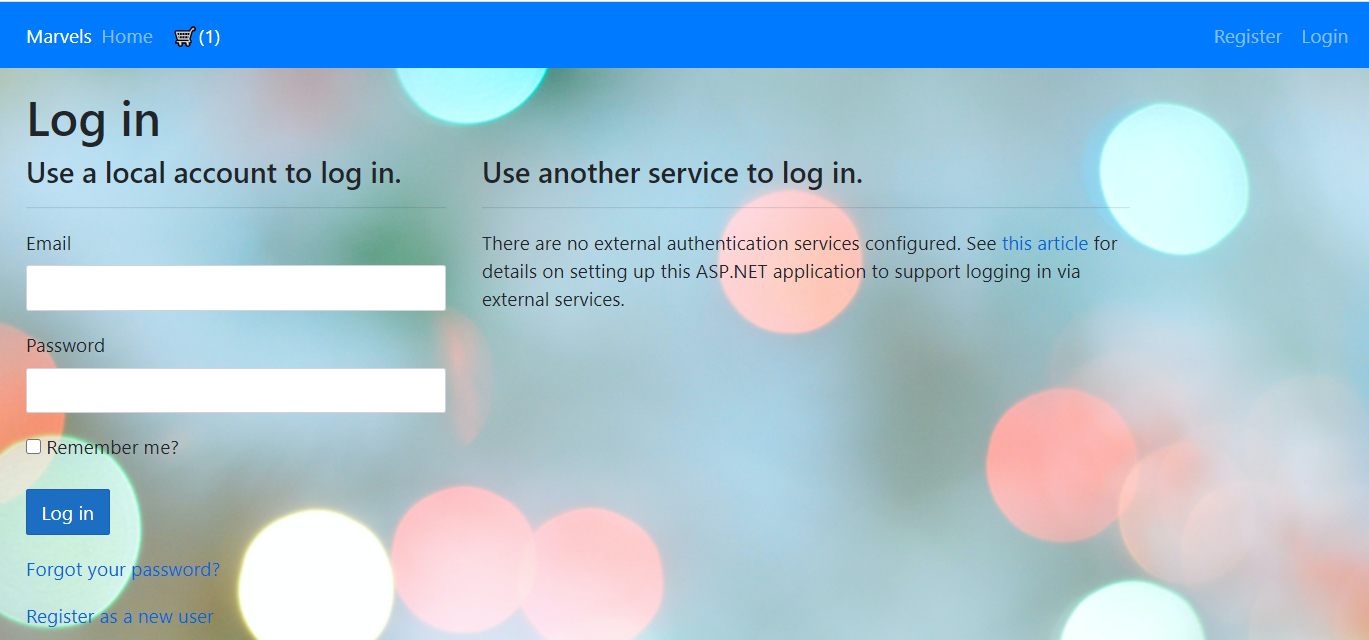 Marvels Home (1) Register Login
Log in
Use a local account to log in.
Use another service to log in.
Email
There are no external authentication services configured. See this article for
details on setting up this ASP.NET application to support logging in via
external services.
Password
Remember me?
Log in
Forgot your password?
Register as a new user